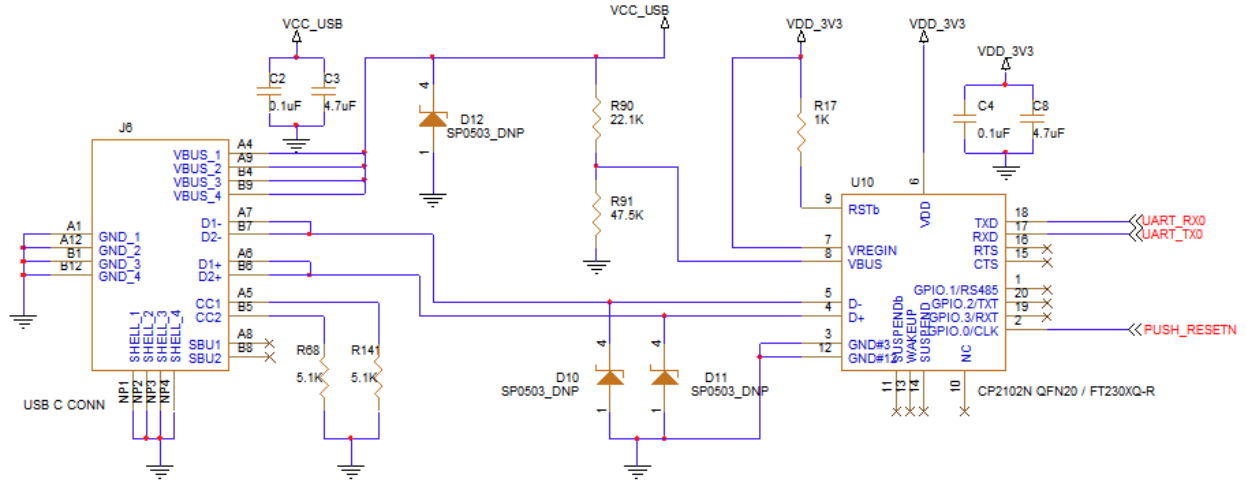 VCC_USB
VCC_USB
VDD_3V3
VDD_3V3
VDD_3V3
C2
0.1uF
C3
4.7uF
4
D12
SP0503_DNP
1
R90
22.1K
R91
47.5K
R17
1K
C4
0.1uF
C8
4.7uF
J6
A4
VBUS_1
A9
VBUS_2
B4
VBUS_3
B9
VBUS_4
A7
D1-
B7
D2-
A6
D1+
B6
D2+
A5
CC1
B5
CC2
A8
SBU1
B8
SBU2
A1
GND_1
A12
GND_2
B1
GND_3
B12
GND_4
SHELL_1
SHELL_2
SHELL_3
SHELL_4
NP1
NP2
NP3
NP4
USB C CONN
R68
5.1K
R141
5.1K
4
D10
SP0503_DNP
1
4
D11
SP0503_DNP
1
U10
6
VDD
9
RSTb
7
VREGIN
8
VBUS
5
D-
4
D+
3
GND#3
12
GND#13
TXD
18
UART_RX0
RXD
17
UART_TX0
RTS
16
CTS
15
GPIO.1/RS485
1
GPIO.2/TXT
20
GPIO.3/RXT
19
GPIO.0/CLK
2
PUSH_RESETN
SUSPENDb
WAKEUP
SUSPEND
NC
11
13
14
10
CP2102N QFN20 / FT230XQ-R